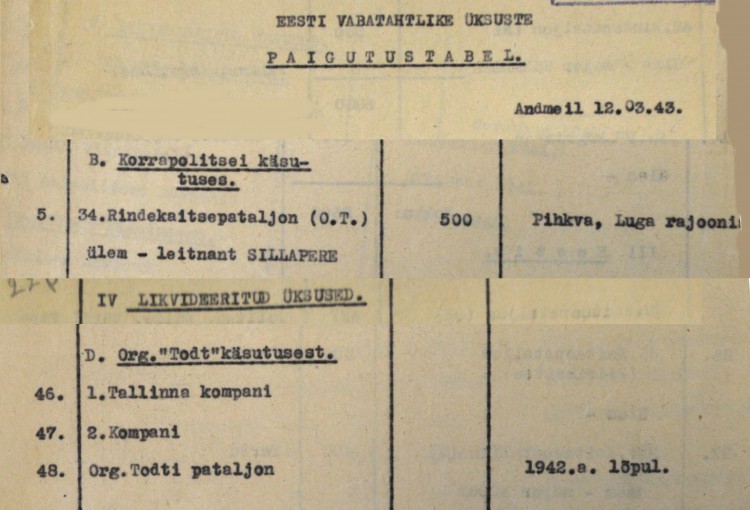 EESTI VABATAHTLIKE ÜKSUSTE
PAIGUTUSTABEL.
Andmeil 12.03.43.
B. Korrapolitsei käsu-
tuses.
5. 34.Rindekaitsepataljon (O.T.) 500 Pihkva, Luga rajooni
ülem - leitnant SILLAPERE
IV LIKVIDEERITUD ÜKSUSED.
D. Org."Todt"käsutusest.
46. 1.Tallinna kompani
47. 2.Kompani
48. Org.Todti pataljon 1942.a. lõpul.